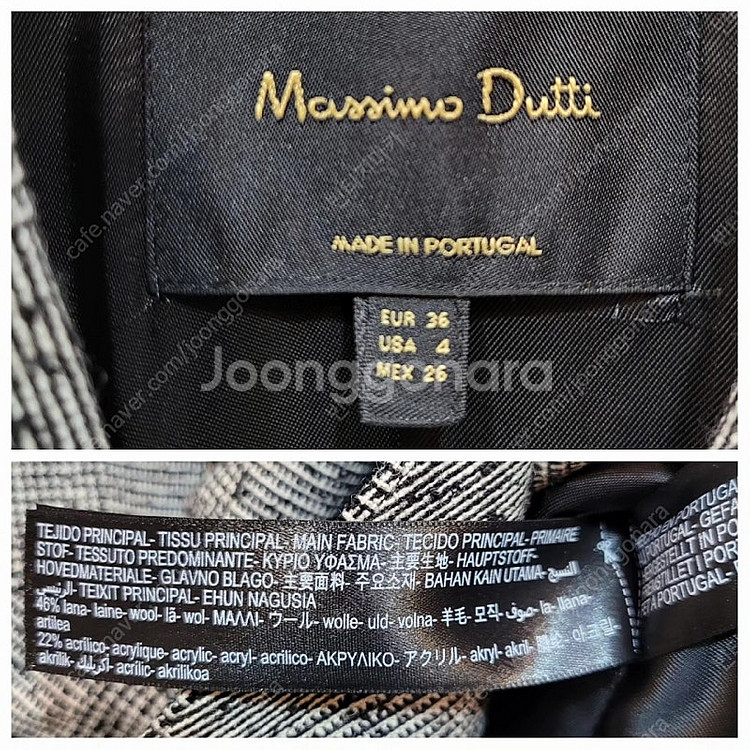 Massimo Dutti
MADE IN PORTUGAL
EUR 36
USA 4
MEX 26
Joonggonara
TEJIDO PRINCIPAL- TISSU PRINCIPAL- MAIN FABRIC- TECIDO PRINCIPAL-PRIMAIRE
STOF- TESSUTO PREDOMINANTE- ΚΥΡΙΟ ΥΦΑΣΜΑ- 主要生地- HAUPTSTOFF-
HOVEDMATERIALE- GLAVNO BLAGO- 主要面料- 주요소재- BAHAN KAIN UTAMA- النسيج
الرئيسي- TEIXIT PRINCIPAL- EHUN NAGUSIA
46% lana- laine- wool- lã- wol- ΜΑΛΛΙ- ウール- wolle- uld- volna- 羊毛- 모직- صوف- la- llana-
artilea
22% acrílico- acrylique- acrylic- acryl- acrilico- ΑΚΡΥΛΙΚΟ- アクリル- akryl- akril- 아크릴-
akrilik- أكريليك- acrílic- akrilikoa